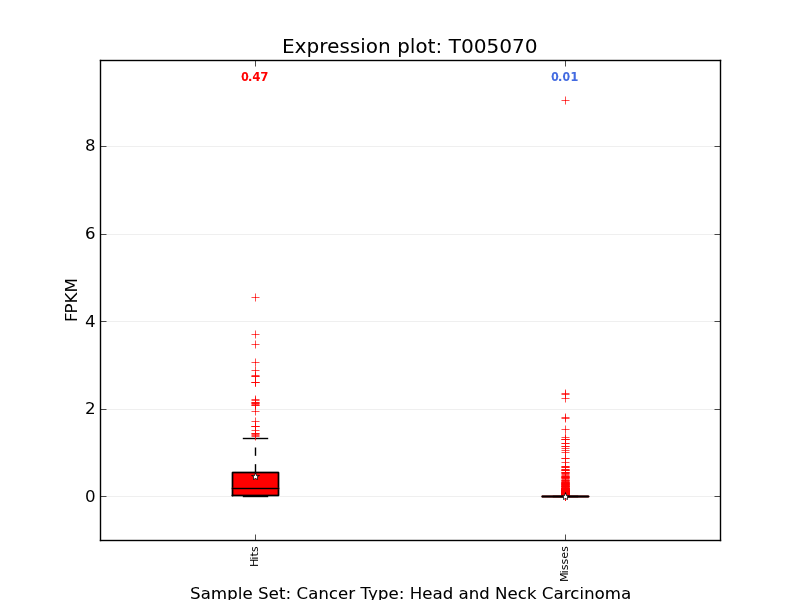 Expression plot: T005070
0.47
0.01
8
6
4
2
0
FPKM
Hits
Misses
Sample Set: Cancer Type: Head and Neck Carcinoma